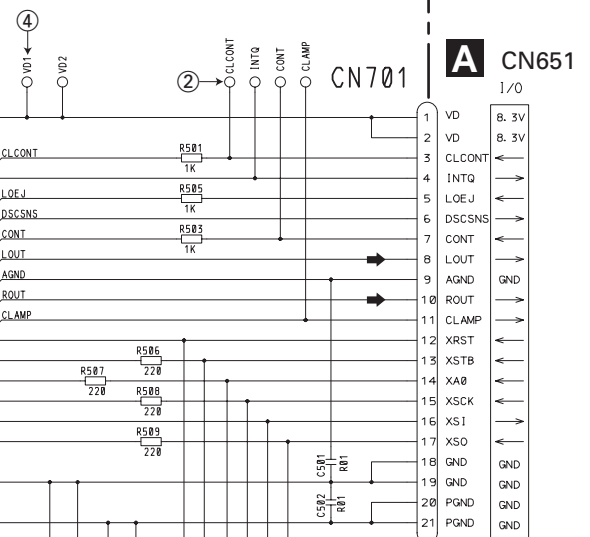 ④
VD1
VD2
②
CLCONT
INTQ
CONT
CLAMP
CN701
A CN651
I/O
1 VD 8.3V
2 VD 8.3V
CLCONT R501 1K 3 CLCONT
4 INTQ
LOEJ R505 1K 5 LOEJ
DSCSNS 6 DSCSNS
CONT R503 1K 7 CONT
LOUT 8 LOUT
AGND 9 AGND GND
ROUT 10 ROUT
CLAMP 11 CLAMP
12 XRST
R506 220 13 XSTB
R507 220 14 XA0
R508 220 15 XSCK
16 XSI
R509 220 17 XSO
C501 R01 18 GND GND
19 GND GND
C502 R01 20 PGND GND
21 PGND GND